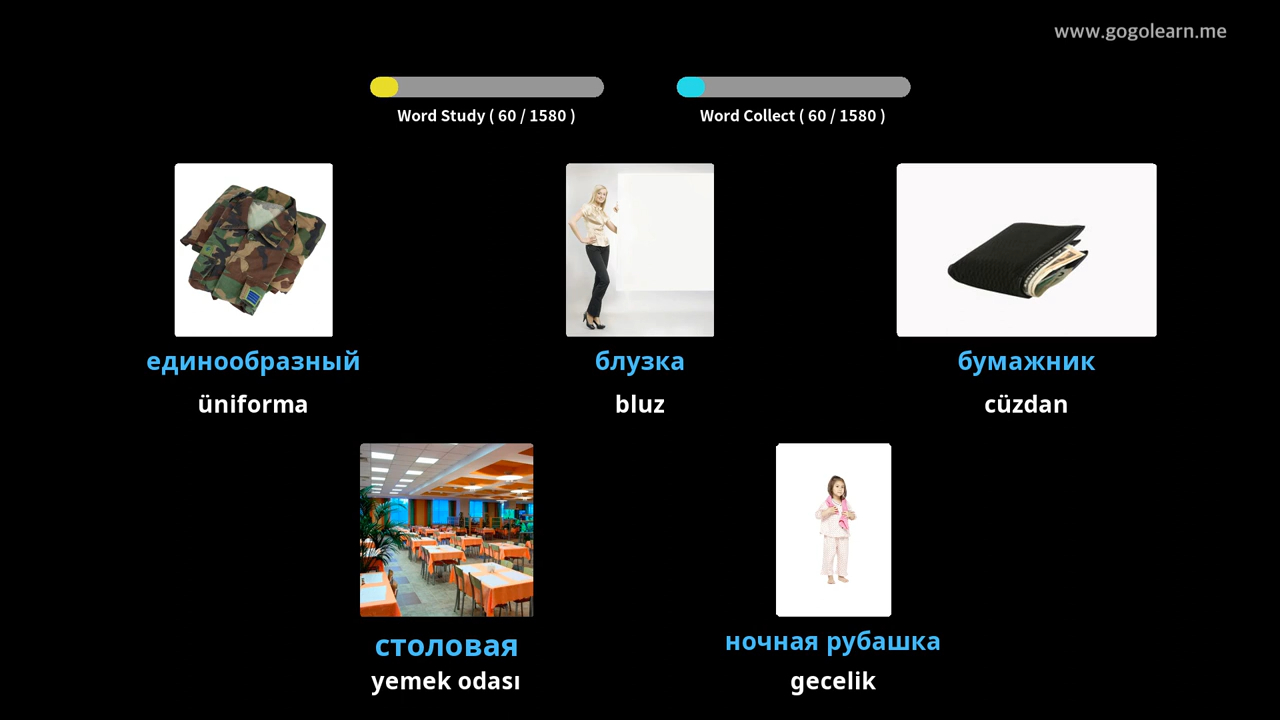 www.gogolearn.me
Word Study ( 60 / 1580 )
Word Collect ( 60 / 1580 )
единообразный
üniforma
блузка
bluz
бумажник
cüzdan
столовая
yemek odası
ночная рубашка
gecelik